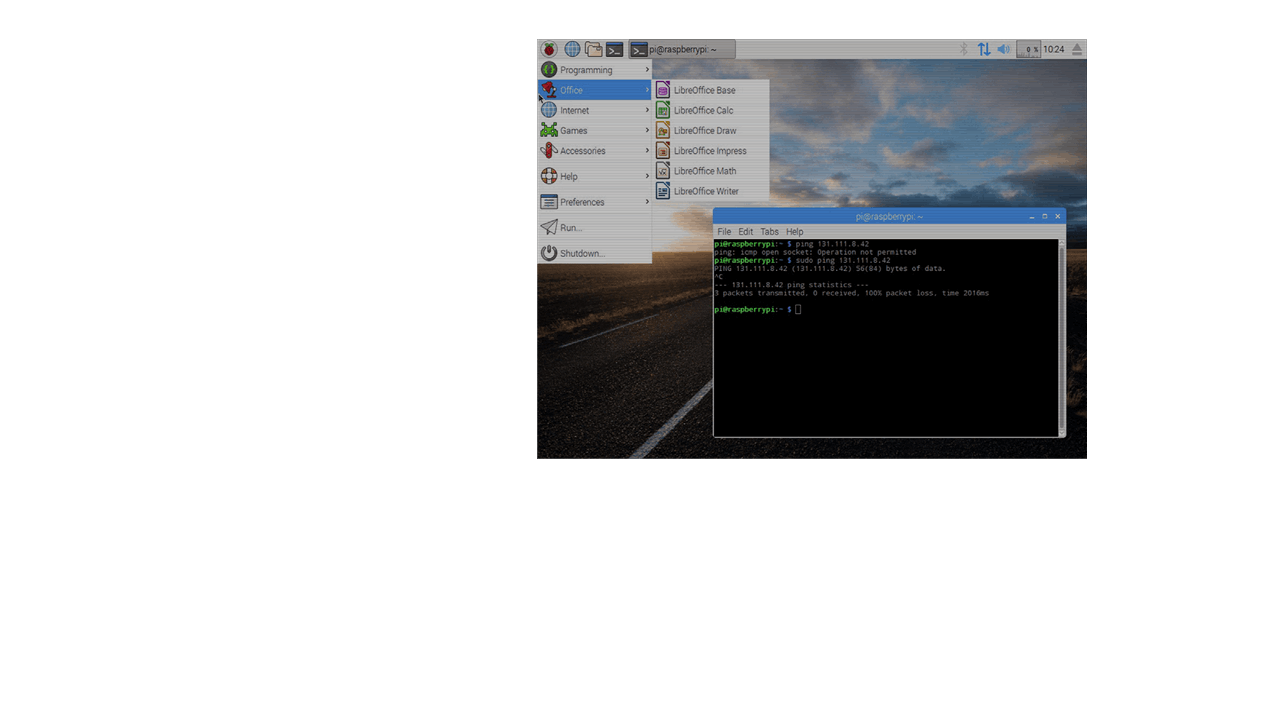 pi@raspberrypi: ~
0 %
10:24
Programming
Office
Internet
Games
Accessories
Help
Preferences
Run...
Shutdown...
LibreOffice Base
LibreOffice Calc
LibreOffice Draw
LibreOffice Impress
LibreOffice Math
LibreOffice Writer
pi@raspberrypi: ~
File Edit Tabs Help
pi@raspberrypi:~ $ ping 131.111.8.42
ping: icmp open socket: Operation not permitted
pi@raspberrypi:~ $ sudo ping 131.111.8.42
PING 131.111.8.42 (131.111.8.42) 56(84) bytes of data.
^C
--- 131.111.8.42 ping statistics ---
3 packets transmitted, 0 received, 100% packet loss, time 2016ms
pi@raspberrypi:~ $